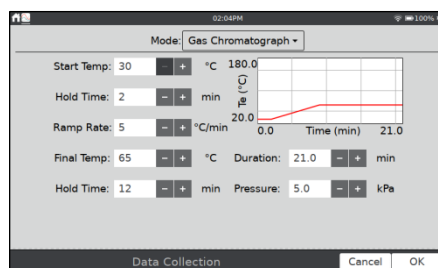 02:04PM 100%
Mode: Gas Chromatograph
Start Temp: 30 - + °C
Hold Time: 2 - + min
Ramp Rate: 5 - + °C/min
Final Temp: 65 - + °C
Hold Time: 12 - + min
180.0
Te (°C)
20.0
0.0 Time (min) 21.0
Duration: 21.0 - + min
Pressure: 5.0 - + kPa
Data Collection Cancel OK